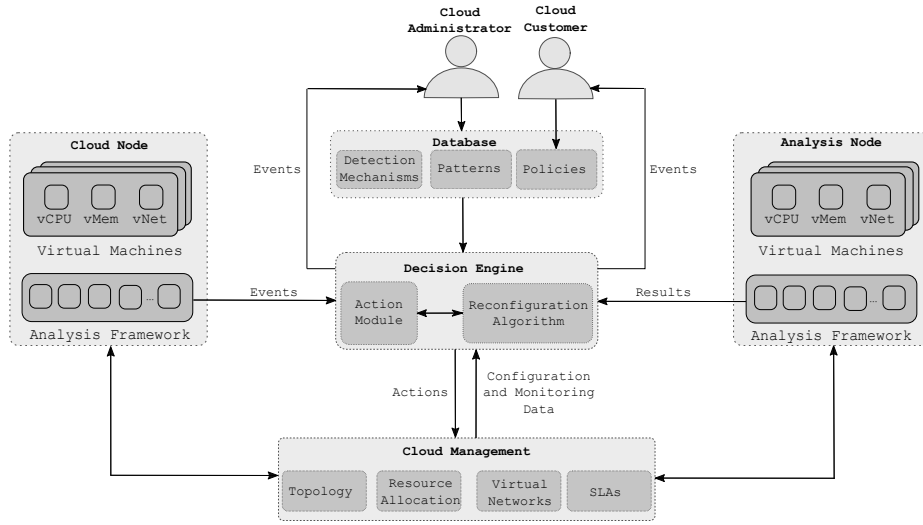 Cloud
Administrator
Cloud
Customer
Cloud Node
vCPU vMem vNet
Virtual Machines
...
Analysis Framework
Events
Database
Detection
Mechanisms
Patterns
Policies
Events
Analysis Node
vCPU vMem vNet
Virtual Machines
...
Analysis Framework
Events
Decision Engine
Action
Module
Reconfiguration
Algorithm
Results
Actions
Configuration
and Monitoring
Data
Cloud Management
Topology
Resource
Allocation
Virtual
Networks
SLAs